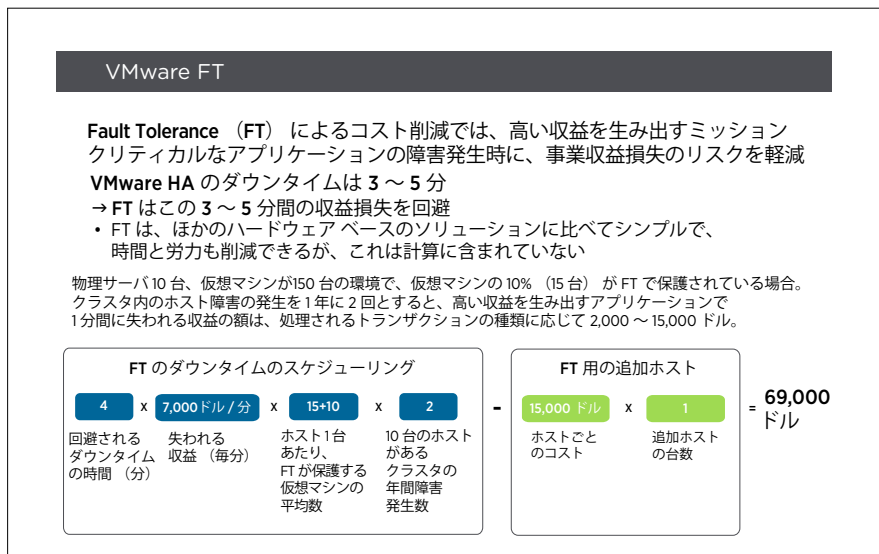 VMware FT
Fault Tolerance （FT） によるコスト削減では、高い収益を生み出すミッション
クリティカルなアプリケーションの障害発生時に、事業収益損失のリスクを軽減
VMware HA のダウンタイムは 3 ～ 5 分
→ FT はこの 3 ～ 5 分間の収益損失を回避
• FT は、ほかのハードウェア ベースのソリューションに比べてシンプルで、
時間と労力も削減できるが、これは計算に含まれていない
物理サーバ 10 台、仮想マシンが150 台の環境で、仮想マシンの 10% （15 台） が FT で保護されている場合。
クラスタ内のホスト障害の発生を 1 年に 2 回とすると、高い収益を生み出すアプリケーションで
1 分間に失われる収益の額は、処理されるトランザクションの種類に応じて 2,000 ～ 15,000 ドル。
FT のダウンタイムのスケジューリング
4 x 7,000ドル / 分 x 15+10 x 2
回避される
ダウンタイム
の時間 （分）
失われる
収益 （毎分）
ホスト 1 台
あたり、
FT が保護する
仮想マシンの
平均数
10 台のホスト
がある
クラスタの
年間障害
発生数
-
FT 用の追加ホスト
15,000 ドル x 1
ホストごと
のコスト
追加ホスト
の台数
= 69,000
ドル